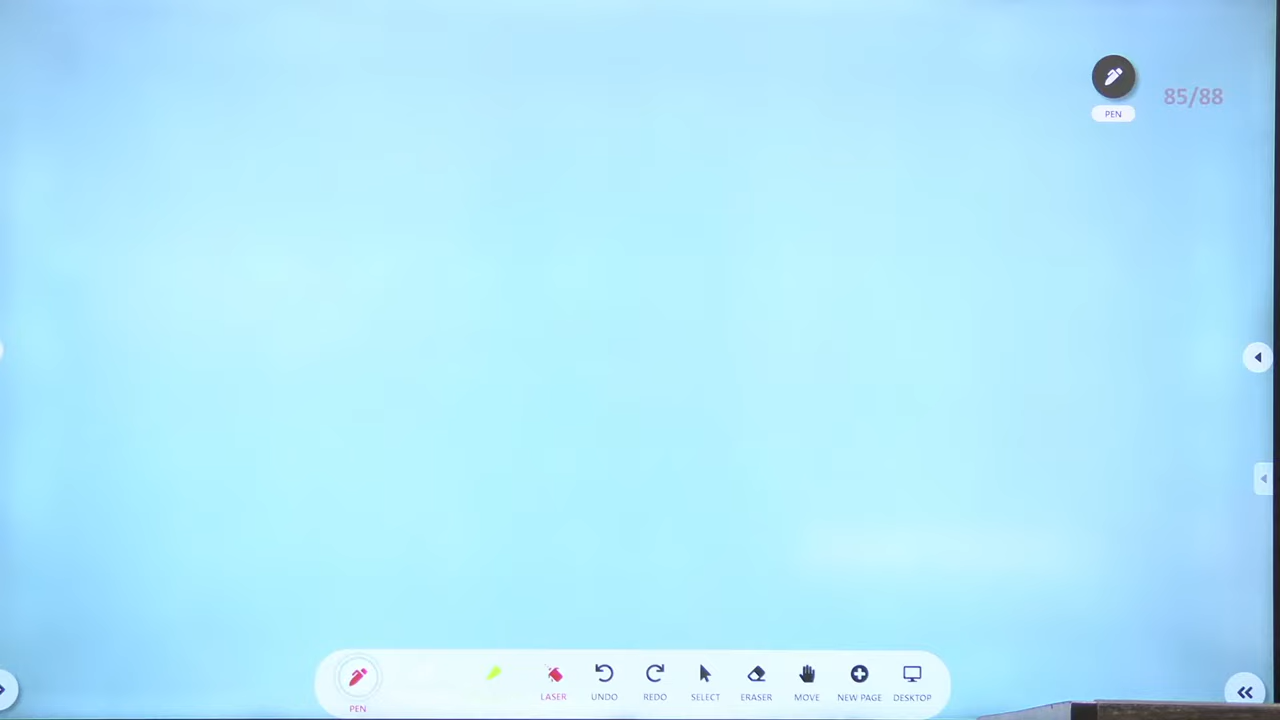 85/88
PEN
PEN
LASER
UNDO
REDO
SELECT
ERASER
MOVE
NEW PAGE
DESKTOP